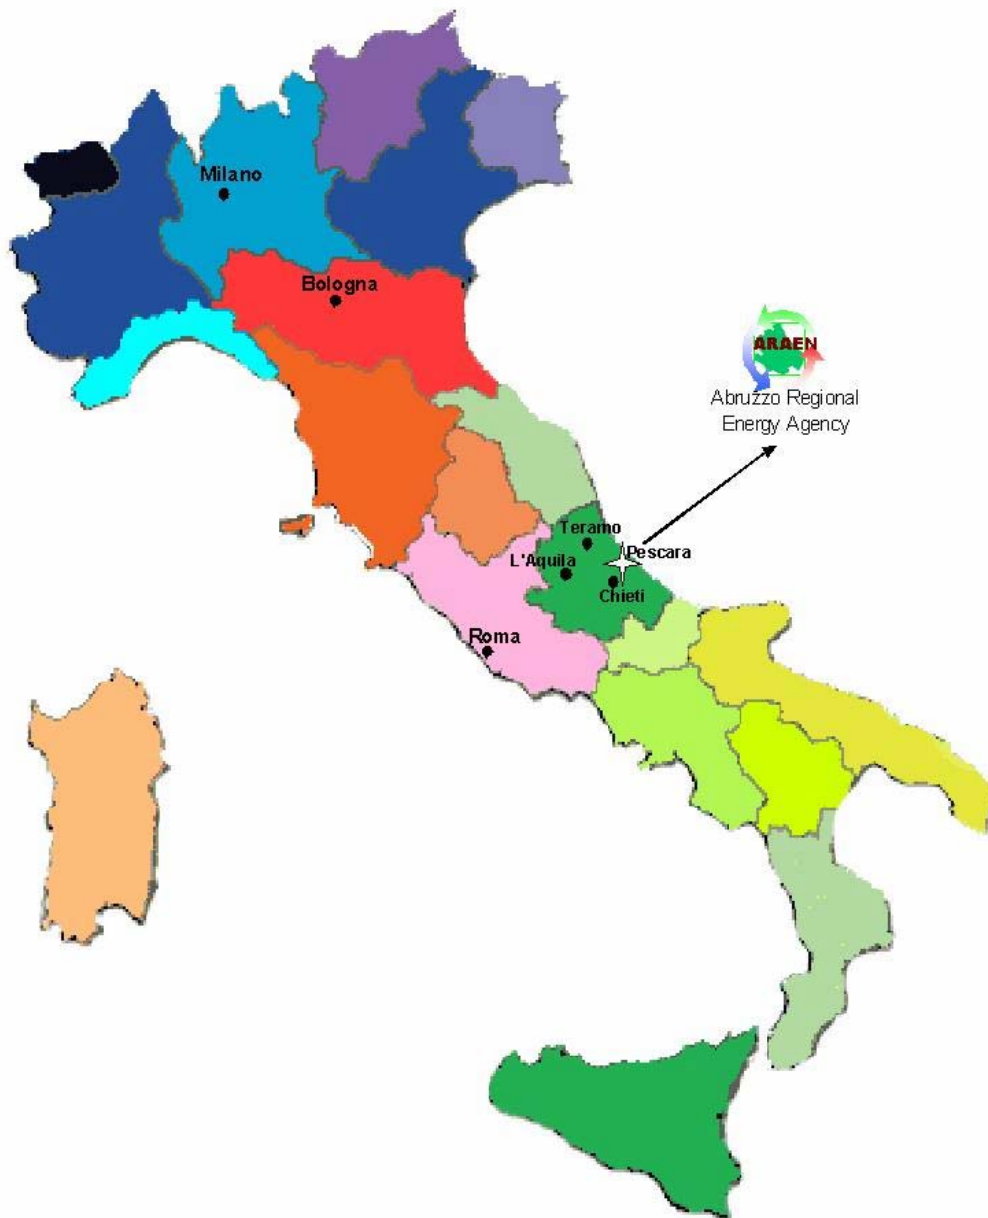 Milano
Bologna
ARAEN
Abruzzo Regional
Energy Agency
Teramo
Pescara
L'Aquila
Chieti
Roma